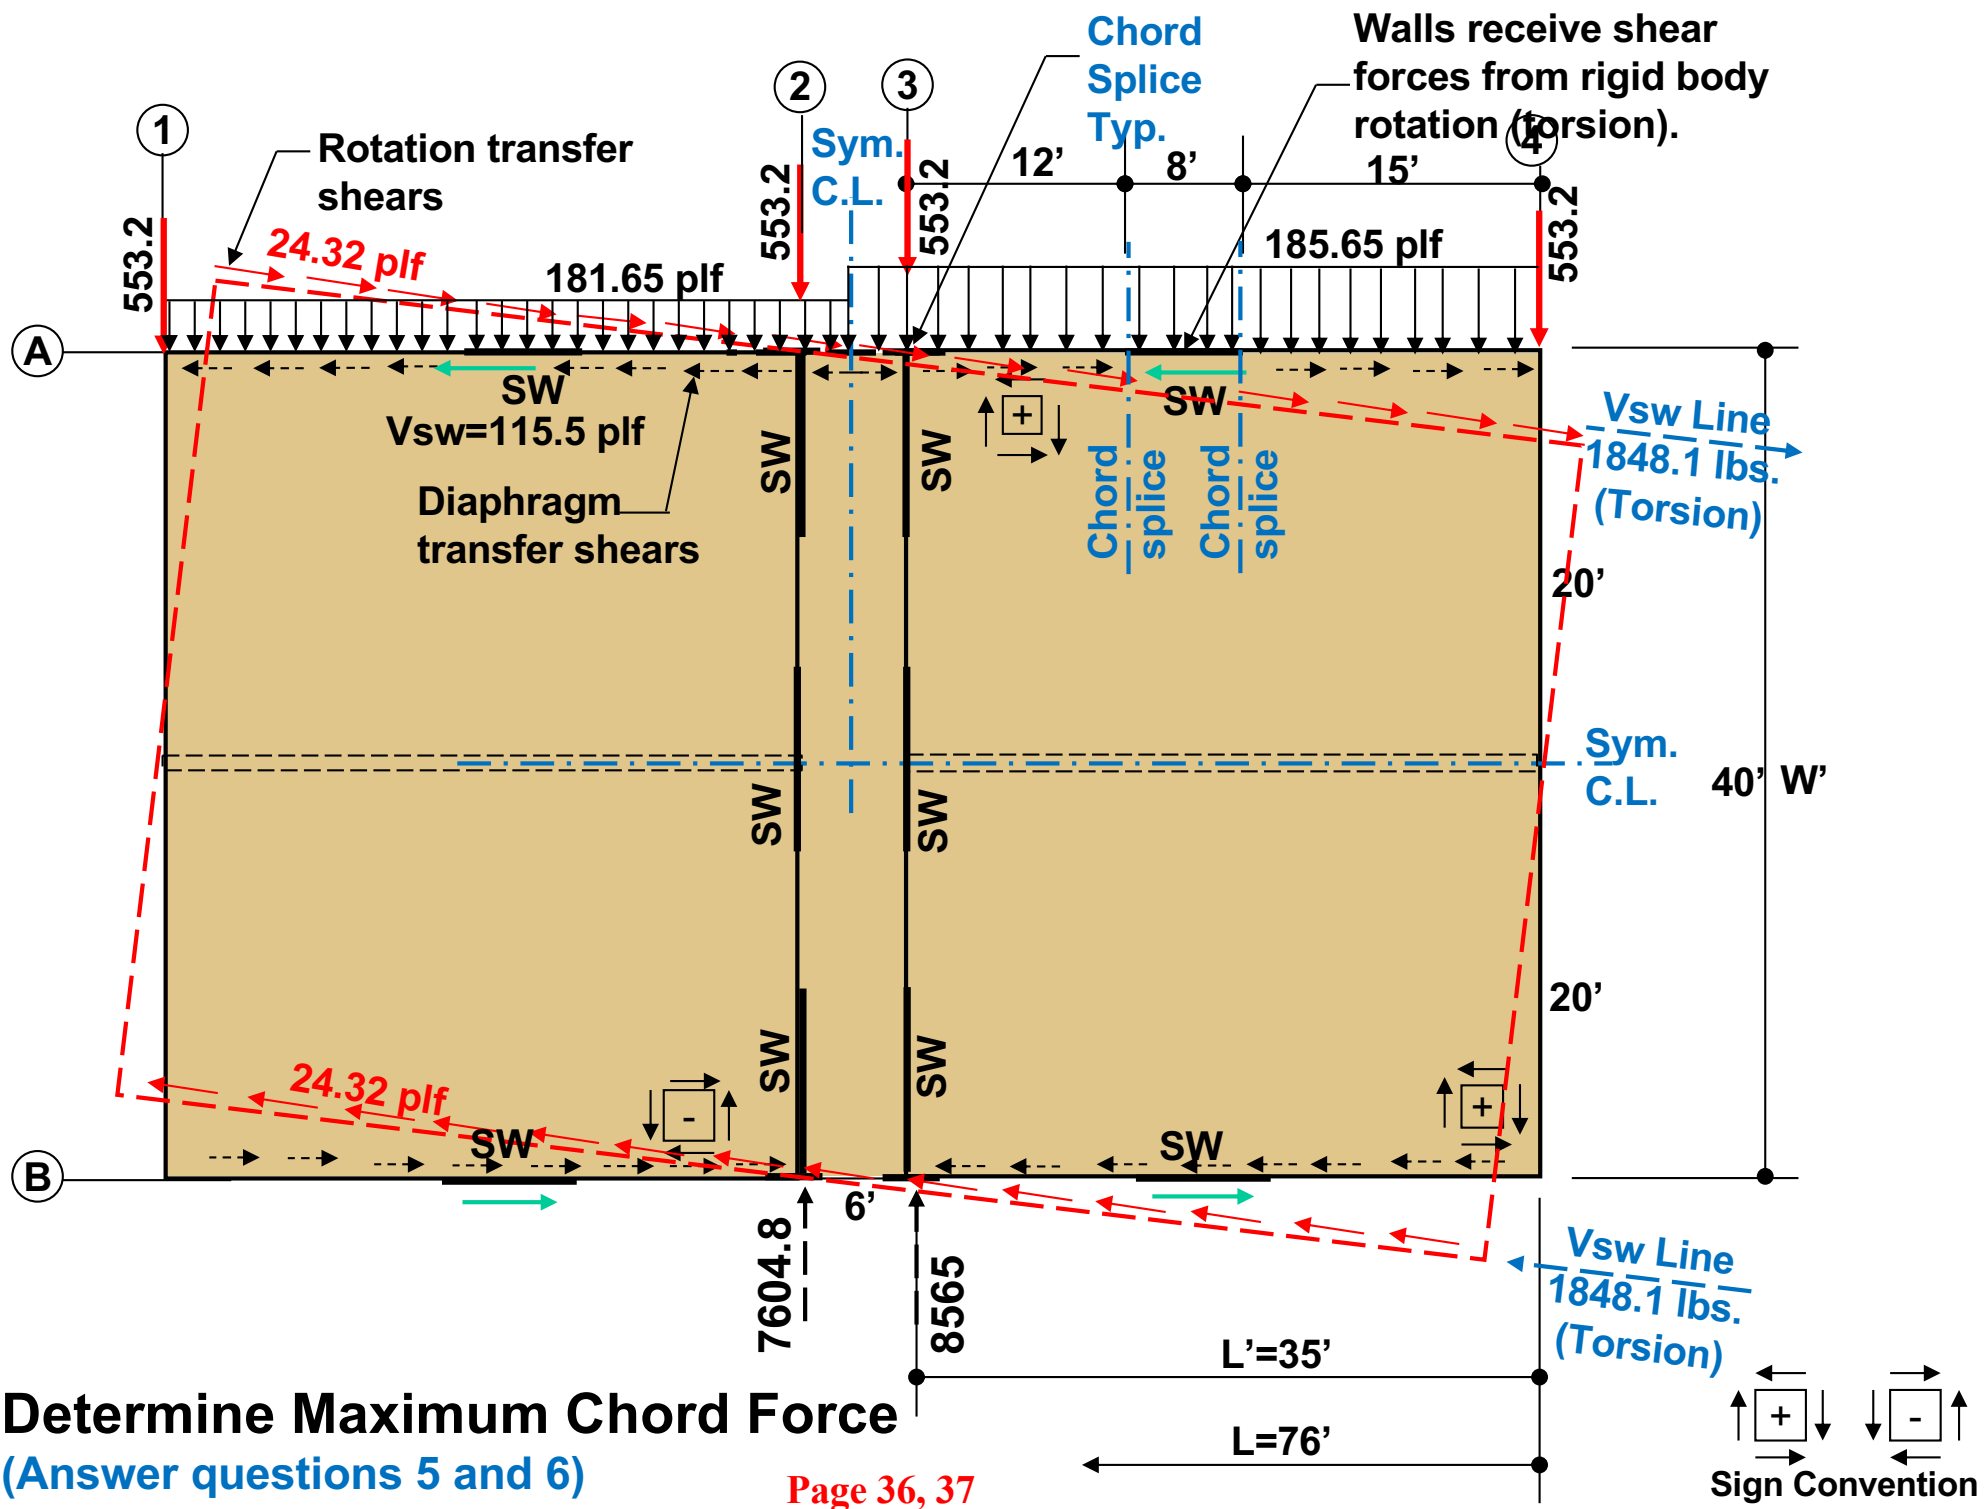 Chord
Splice
Typ.
Walls receive shear
forces from rigid body
rotation (torsion).
1
2
3
4
Rotation transfer
shears
Sym.
C.L.
12’
8’
15’
553.2
553.2
553.2
553.2
24.32 plf
181.65 plf
185.65 plf
A
SW
Vsw=115.5 plf
SW
SW
SW
Diaphragm
transfer shears
+
Chord
splice
Chord
splice
Vsw Line
1848.1 lbs.
(Torsion)
20’
Sym.
C.L.
40’ W’
SW
SW
20’
24.32 plf
SW
SW
SW
-
SW
+
B
6’
7604.8
8565
Vsw Line
1848.1 lbs.
(Torsion)
L’=35’
L=76’
Determine Maximum Chord Force
(Answer questions 5 and 6)
Page 36, 37
+
-
Sign Convention